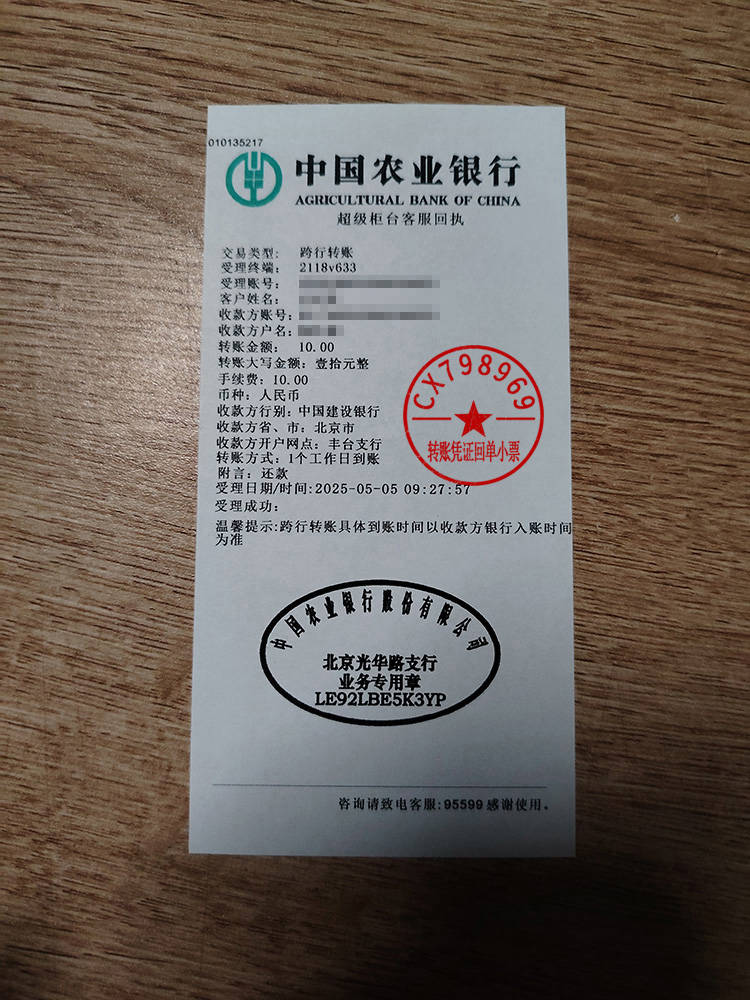 010135217
中国农业银行
AGRICULTURAL BANK OF CHINA
超级柜台客服回执
交易类型: 跨行转账
受理终端: 2118v633
受理账号:
客户姓名:
收款方账号:
收款方户名:
转账金额: 10.00
转账大写金额: 壹拾元整
手续费: 10.00
币种: 人民币
收款方行别: 中国建设银行
收款方省、市: 北京市
收款方开户网点: 丰台支行
转账方式: 1个工作日到账
附言: 还款
受理日期/时间:2025-05-05 09:27:57
受理成功:
温馨提示:跨行转账具体到账时间以收款方银行入账时间
为准
CX798969
转账凭证回单小票
中国农业银行股份有限公司
北京光华路支行
业务专用章
LE92LBE5K3YP
咨询请致电客服:95599感谢使用。